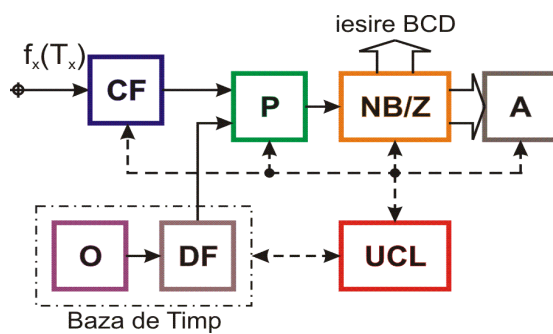 iesire BCD
fx(Tx)
CF
P
NB/Z
A
O
DF
UCL
Baza de Timp